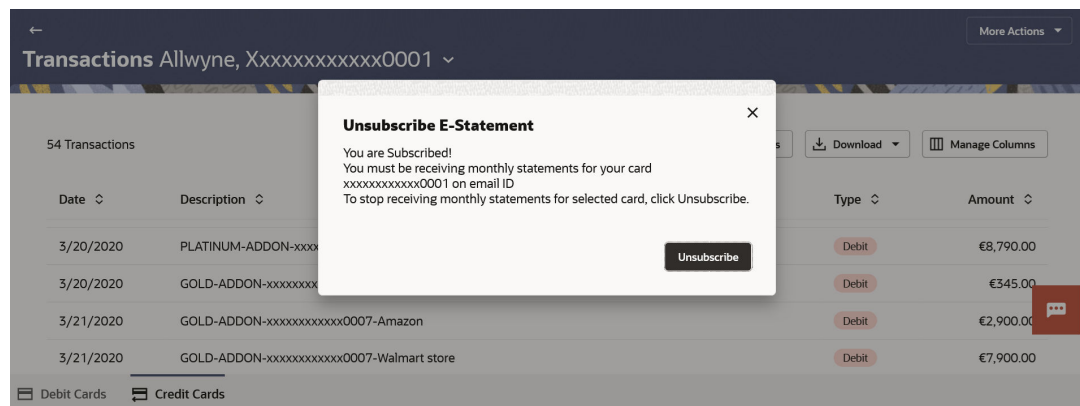 More Actions
Transactions Allwyne, Xxxxxxxxxxxx0001
54 Transactions
Download
Manage Columns
Unsubscribe E-Statement
You are Subscribed!
You must be receiving monthly statements for your card
xxxxxxxxxxxx0001 on email ID
To stop receiving monthly statements for selected card, click Unsubscribe.
Unsubscribe
Date Description Type Amount
3/20/2020 PLATINUM-ADDON-xxxx Debit €8,790.00
3/20/2020 GOLD-ADDON-xxxxxxxx Debit €345.00
3/21/2020 GOLD-ADDON-xxxxxxxxxxxx0007-Amazon Debit €2,900.00
3/21/2020 GOLD-ADDON-xxxxxxxxxxxx0007-Walmart store Debit €7,900.00
Debit Cards Credit Cards